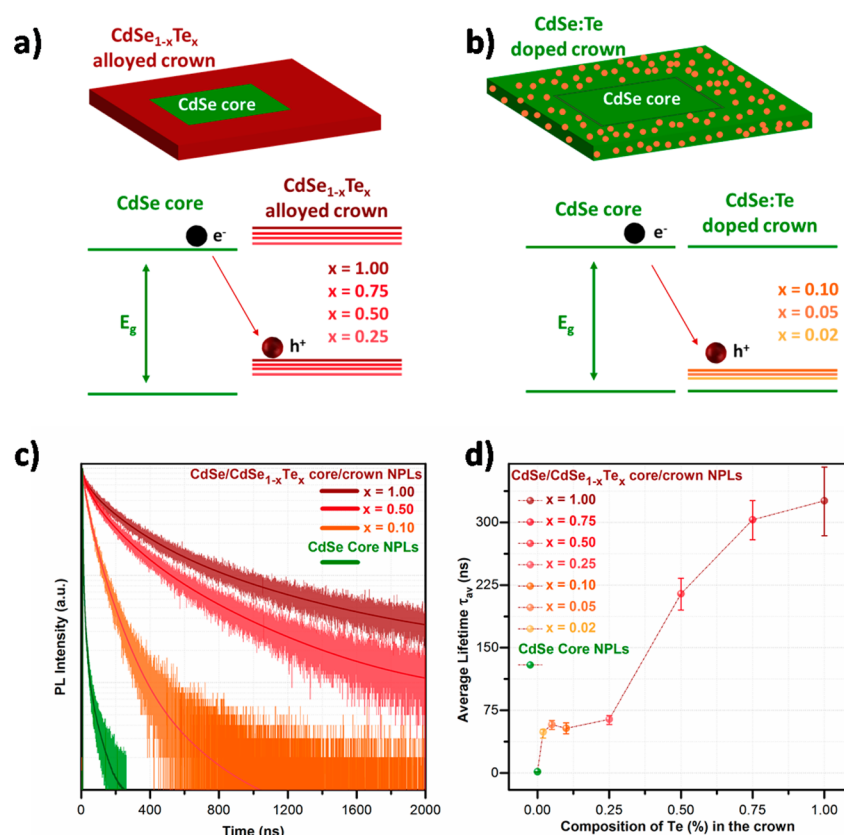 a)
CdSe1-xTex
alloyed crown
CdSe core
CdSe core
e-
Eg
CdSe1-xTex
alloyed crown
x = 1.00
x = 0.75
x = 0.50
x = 0.25
h+
b)
CdSe:Te
doped crown
CdSe core
CdSe core
e-
Eg
CdSe:Te
doped crown
x = 0.10
x = 0.05
x = 0.02
h+
c)
CdSe/CdSe1-xTex core/crown NPLs
x = 1.00
x = 0.50
x = 0.10
CdSe Core NPLs
PL Intensity (a.u.)
0 400 800 1200 1600 2000
Time (ns)
d)
CdSe/CdSe1-xTex core/crown NPLs
x = 1.00
x = 0.75
x = 0.50
x = 0.25
x = 0.10
x = 0.05
x = 0.02
CdSe Core NPLs
Average Lifetime τav (ns)
300
225
150
75
0
0.00 0.25 0.50 0.75 1.00
Composition of Te (%) in the crown